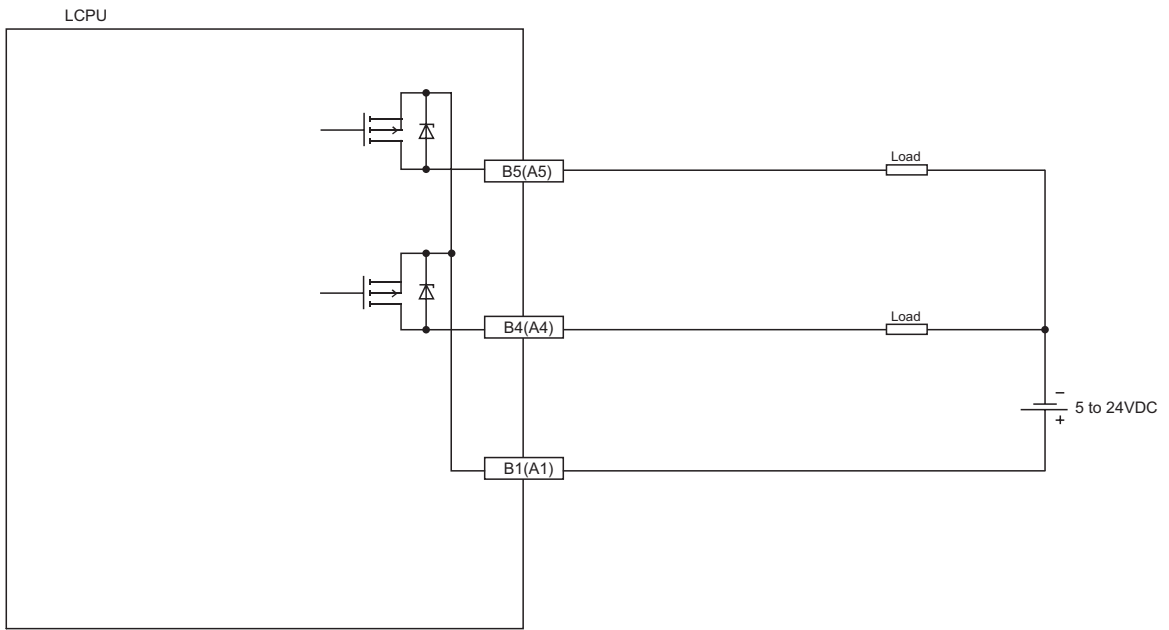 LCPU
B5(A5)
Load
B4(A4)
Load
−
5 to 24VDC
+
B1(A1)